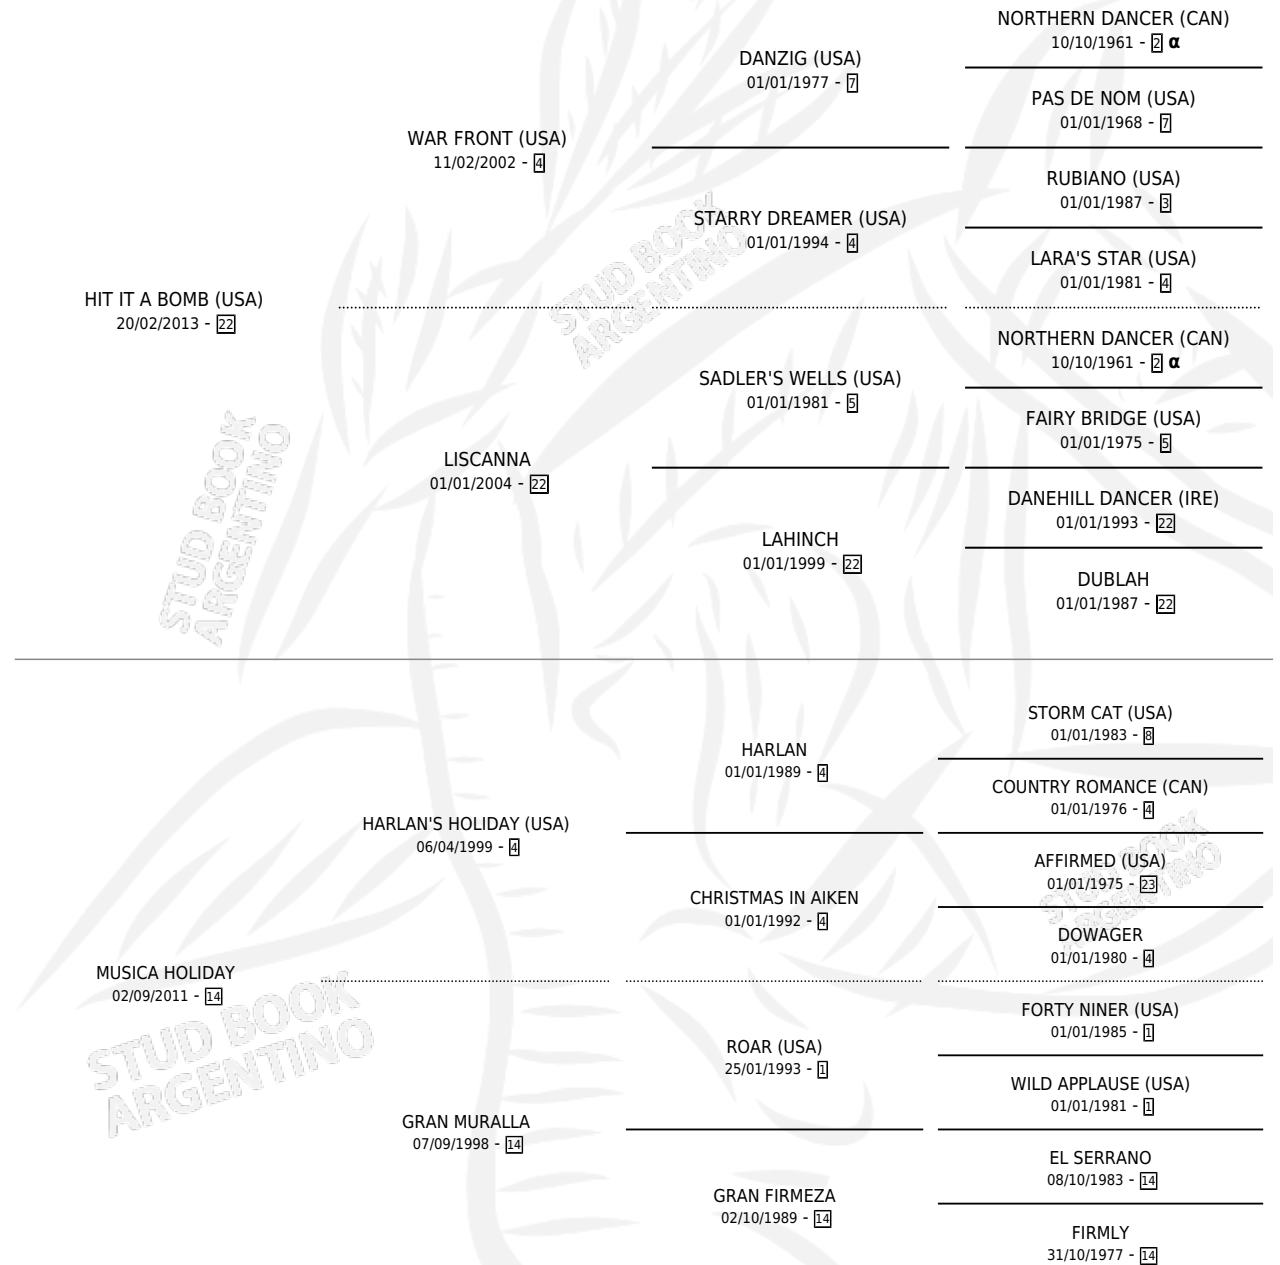 NORTHERN DANCER (CAN)
10/10/1961 - 2 α
DANZIG (USA)
01/01/1977 - 7
PAS DE NOM (USA)
01/01/1968 - 7
WAR FRONT (USA)
11/02/2002 - 4
RUBIANO (USA)
01/01/1987 - 3
STARRY DREAMER (USA)
01/01/1994 - 4
LARA'S STAR (USA)
01/01/1981 - 4
HIT IT A BOMB (USA)
20/02/2013 - 22
NORTHERN DANCER (CAN)
10/10/1961 - 2 α
SADLER'S WELLS (USA)
01/01/1981 - 5
FAIRY BRIDGE (USA)
01/01/1975 - 5
LISCANNA
01/01/2004 - 22
DANEHILL DANCER (IRE)
01/01/1993 - 22
LAHINCH
01/01/1999 - 22
DUBLAH
01/01/1987 - 22
STORM CAT (USA)
01/01/1983 - 8
HARLAN
01/01/1989 - 4
COUNTRY ROMANCE (CAN)
01/01/1976 - 4
HARLAN'S HOLIDAY (USA)
06/04/1999 - 4
AFFIRMED (USA)
01/01/1975 - 23
CHRISTMAS IN AIKEN
01/01/1992 - 4
DOWAGER
01/01/1980 - 4
MUSICA HOLIDAY
02/09/2011 - 14
FORTY NINER (USA)
01/01/1985 - 1
ROAR (USA)
25/01/1993 - 1
WILD APPLAUSE (USA)
01/01/1981 - 1
GRAN MURALLA
07/09/1998 - 14
EL SERRANO
08/10/1983 - 14
GRAN FIRMEZA
02/10/1989 - 14
FIRMLY
31/10/1977 - 14
STUD BOOK
ARGENTINO
STUD BOOK
ARGENTINO
STUD BOOK
ARGENTINO
STUD BOOK
ARGENTINO